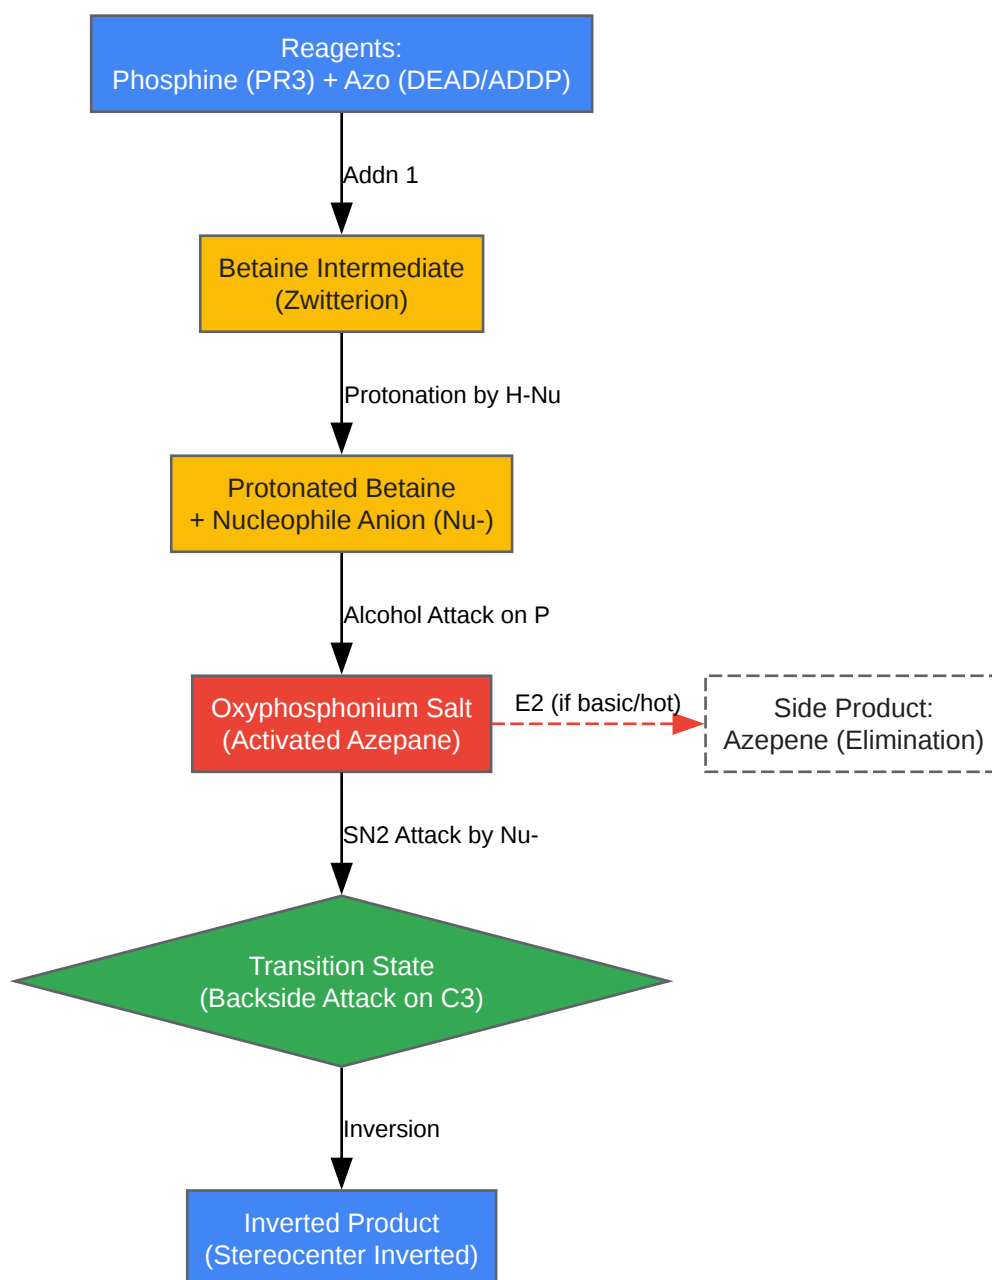 Reagents:
Phosphine (PR3) + Azo (DEAD/ADDP)
Addn 1
Betaine Intermediate
(Zwitterion)
Protonation by H-Nu
Protonated Betaine
+ Nucleophile Anion (Nu-)
Alcohol Attack on P
Oxyphosphonium Salt
(Activated Azepane)
E2 (if basic/hot)
Side Product:
Azepene (Elimination)
SN2 Attack by Nu-
Transition State
(Backside Attack on C3)
Inversion
Inverted Product
(Stereocenter Inverted)